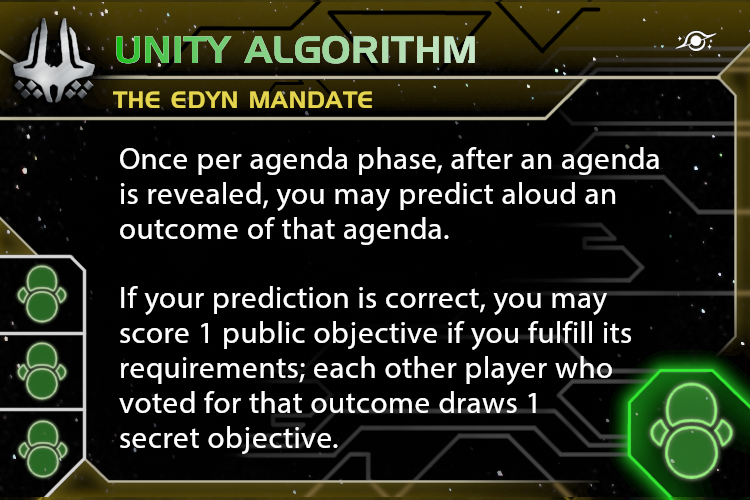 UNITY ALGORITHM
THE EDYN MANDATE
Once per agenda phase, after an agenda
is revealed, you may predict aloud an
outcome of that agenda.
If your prediction is correct, you may
score 1 public objective if you fulfill its
requirements; each other player who
voted for that outcome draws 1
secret objective.